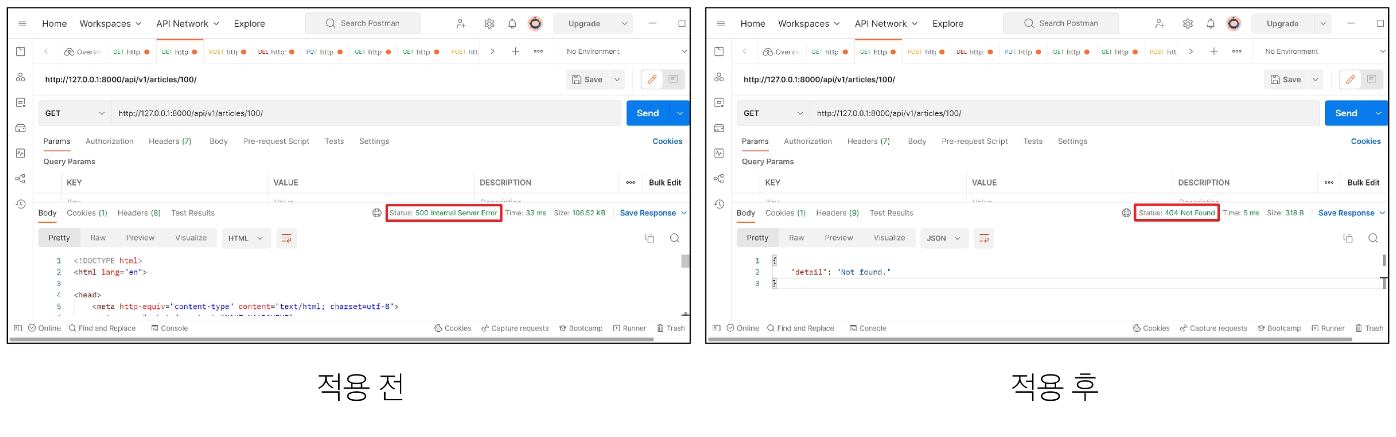 Home Workspaces API Network Explore Search Postman Upgrade
Overvi GET http GET http POST http DEL http: PUT http GET http GET http POST htt No Environment
http://127.0.0.1:8000/api/v1/articles/100/ Save
GET http://127.0.0.1:8000/api/v1/articles/100/ Send
Params Authorization Headers (7) Body Pre-request Script Tests Settings Cookies
Query Params
KEY VALUE DESCRIPTION Bulk Edit
Body Cookies (1) Headers (8) Test Results Status: 500 Internal Server Error Time: 33 ms Size: 106.52 KB Save Response
Pretty Raw Preview Visualize HTML
1 <!DOCTYPE html>
2 <html lang="en">
3
4 <head>
5 <meta http-equiv="content-type" content="text/html; charset=utf-8">
Online Find and Replace Console Cookies Capture requests Bootcamp Runner Trash
적용 전
Home Workspaces API Network Explore Search Postman Upgrade
Overvi GET http GET http POST http DEL http: PUT http GET http GET http POST htt No Environment
http://127.0.0.1:8000/api/v1/articles/100/ Save
GET http://127.0.0.1:8000/api/v1/articles/100/ Send
Params Authorization Headers (7) Body Pre-request Script Tests Settings Cookies
Query Params
KEY VALUE DESCRIPTION Bulk Edit
Body Cookies (1) Headers (9) Test Results Status: 404 Not Found Time: 5 ms Size: 318 B Save Response
Pretty Raw Preview Visualize JSON
1 {
2 "detail": "Not found."
3 }
Online Find and Replace Console Cookies Capture requests Bootcamp Runner Trash
적용 후